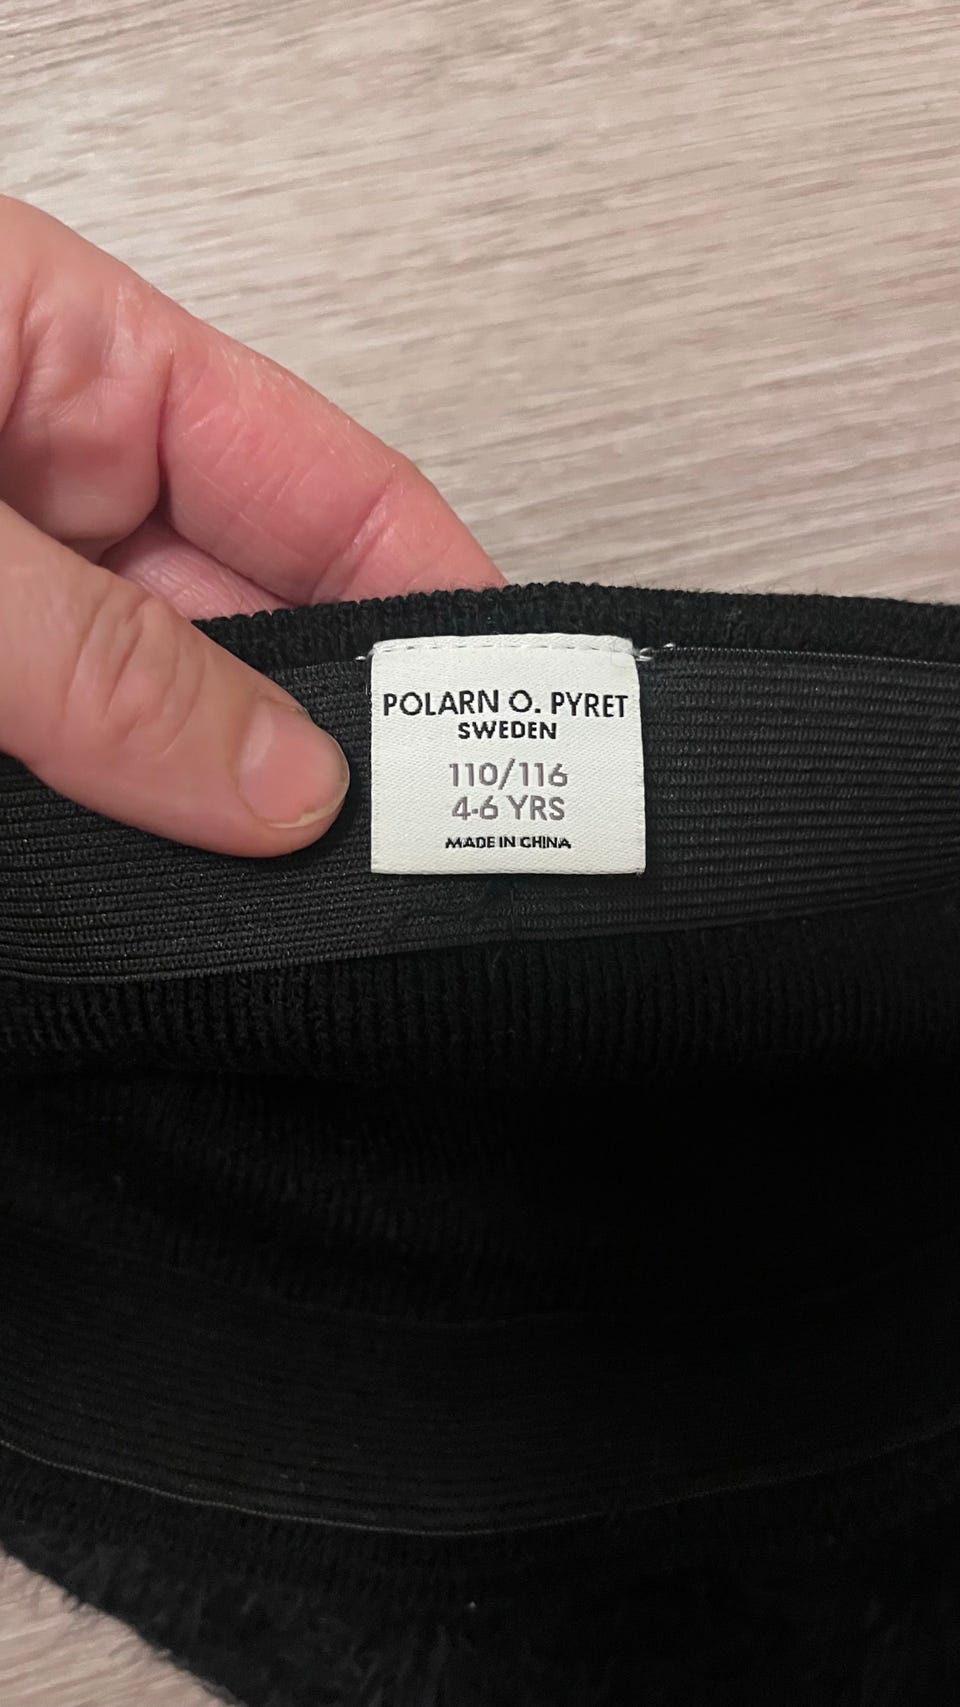 POLARN O. PYRET
SWEDEN
110/116
4-6 YRS
MADE IN CHINA